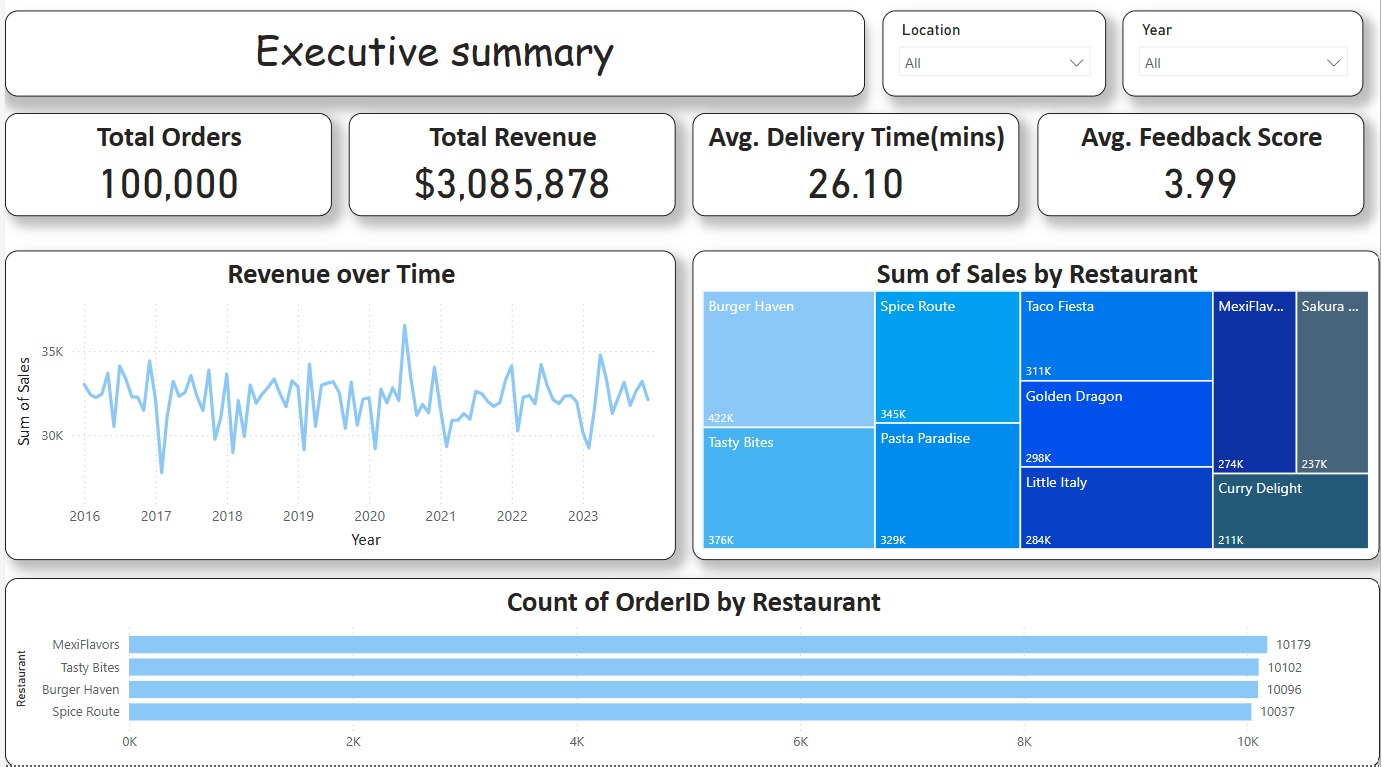 Executive summary
Location
All
Year
All
Total Orders
100,000
Total Revenue
$3,085,878
Avg. Delivery Time(mins)
26.10
Avg. Feedback Score
3.99
Revenue over Time
Sum of Sales
35K
30K
2016 2017 2018 2019 2020 2021 2022 2023
Year
Sum of Sales by Restaurant
Burger Haven
422K
Tasty Bites
376K
Spice Route
345K
Pasta Paradise
329K
Taco Fiesta
311K
Golden Dragon
298K
Little Italy
284K
MexiFlav...
274K
Sakura ...
237K
Curry Delight
211K
Count of OrderID by Restaurant
Restaurant
MexiFlavors 10179
Tasty Bites 10102
Burger Haven 10096
Spice Route 10037
0K 2K 4K 6K 8K 10K